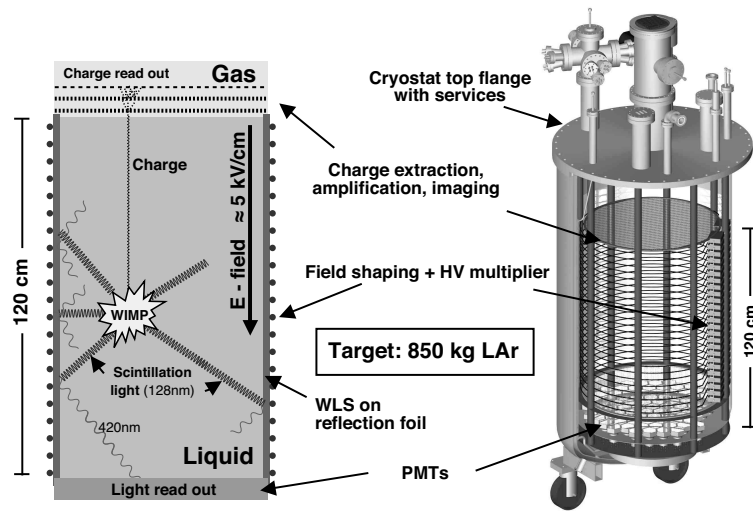 Charge read out
Gas
Charge
E - field ≈ 5 kV/cm
120 cm
WIMP
Scintillation
light (128nm)
420nm
Liquid
Light read out
Cryostat top flange
with services
Charge extraction,
amplification, imaging
Field shaping + HV multiplier
Target: 850 kg LAr
WLS on
reflection foil
PMTs
120 cm